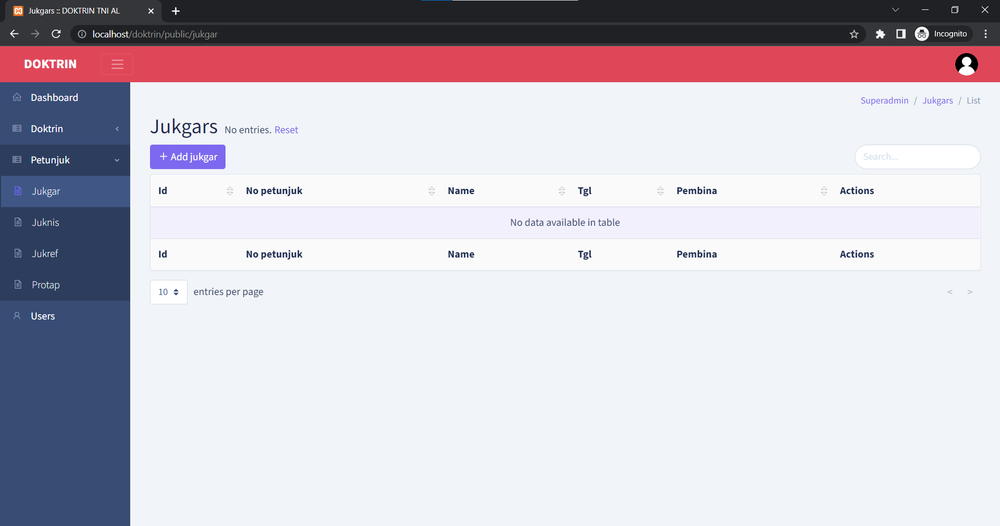 Jukgars :: DOKTRIN TNI AL
localhost/doktrin/public/jukgar
Incognito
DOKTRIN
Dashboard
Doktrin
Petunjuk
Jukgar
Juknis
Jukref
Protap
Users
Superadmin / Jukgars / List
Jukgars No entries. Reset
+ Add jukgar
Search...
Id No petunjuk Name Tgl Pembina Actions
No data available in table
Id No petunjuk Name Tgl Pembina Actions
10 entries per page
< >